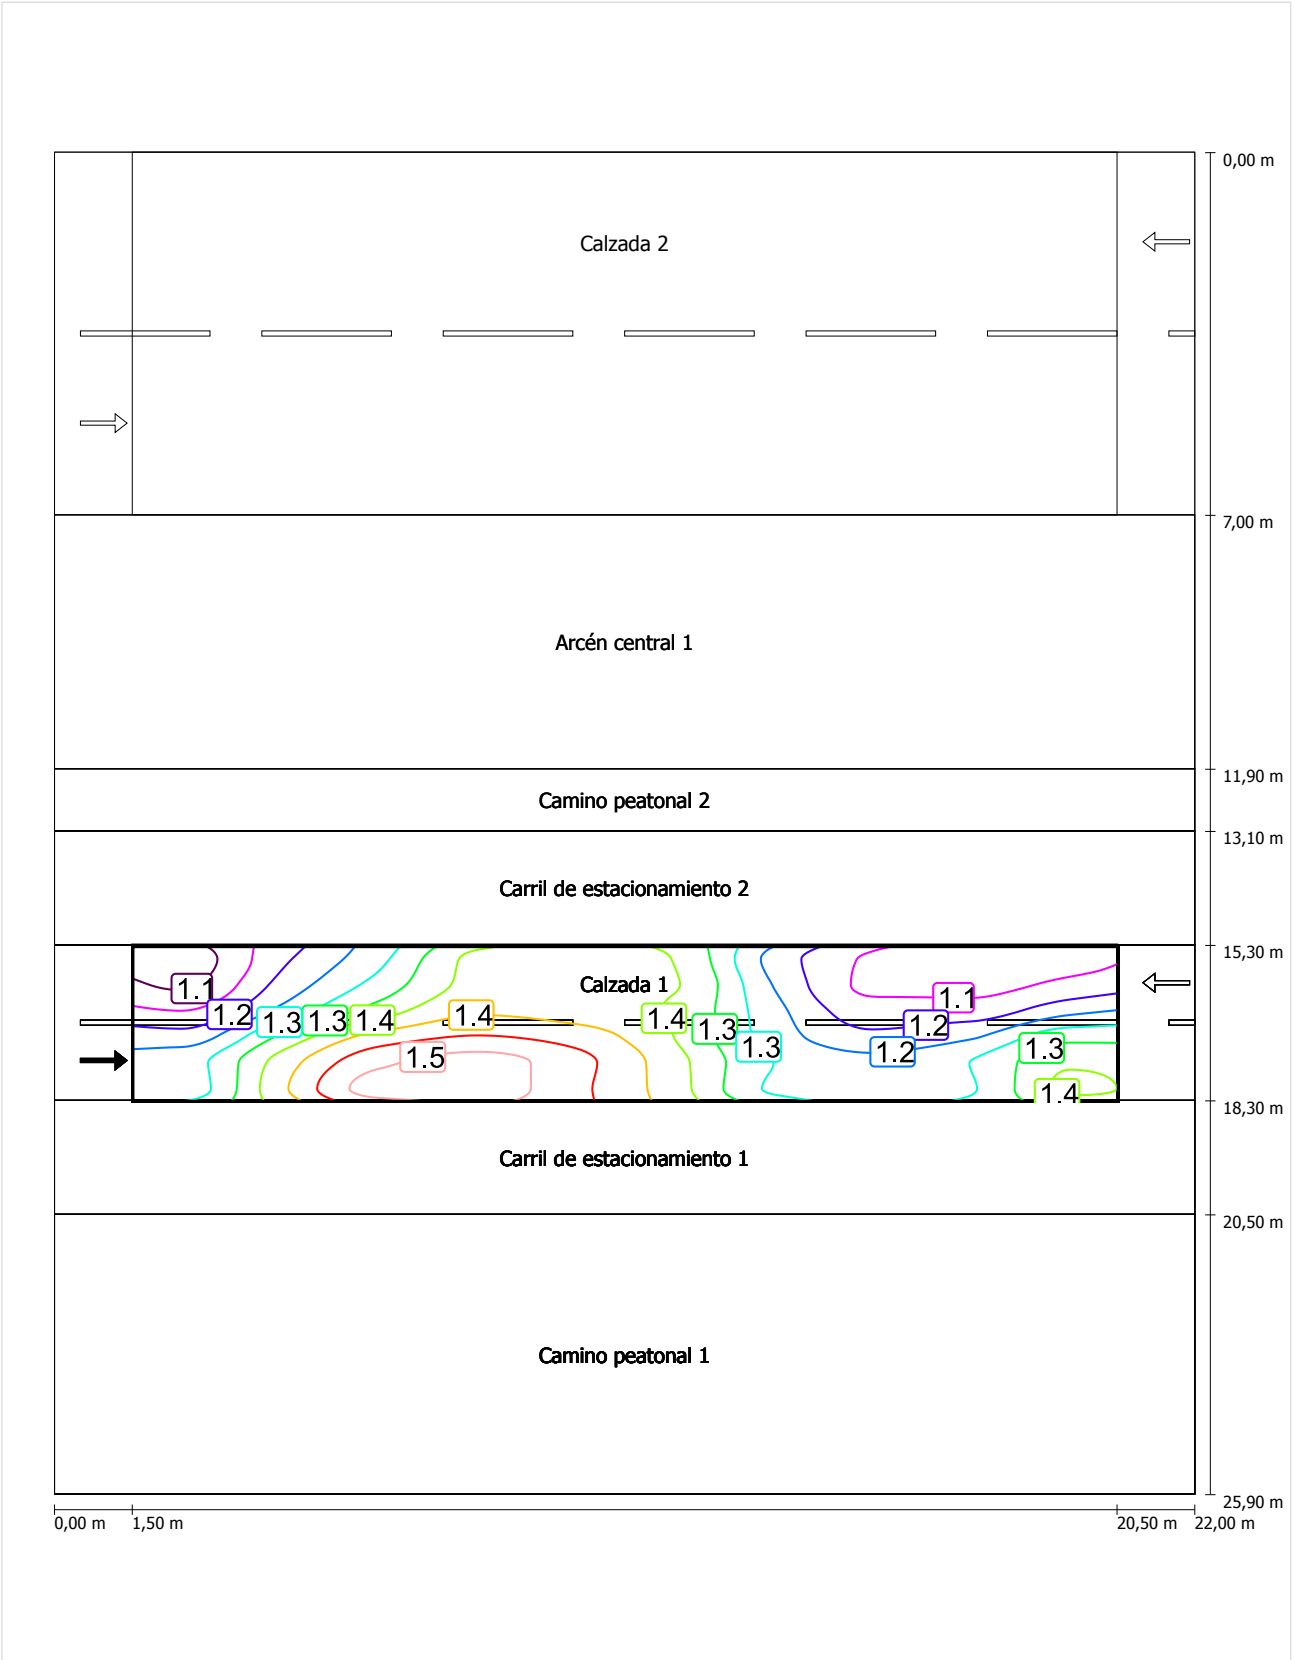 0,00 m
Calzada 2
7,00 m
Arcén central 1
11,90 m
Camino peatonal 2
13,10 m
Carril de estacionamiento 2
15,30 m
Calzada 1
1.1
1.1
1.2
1.3
1.3
1.4
1.4
1.4
1.3
1.3
1.2
1.2
1.3
1.5
1.4
18,30 m
Carril de estacionamiento 1
20,50 m
Camino peatonal 1
25,90 m
0,00 m
1,50 m
20,50 m
22,00 m